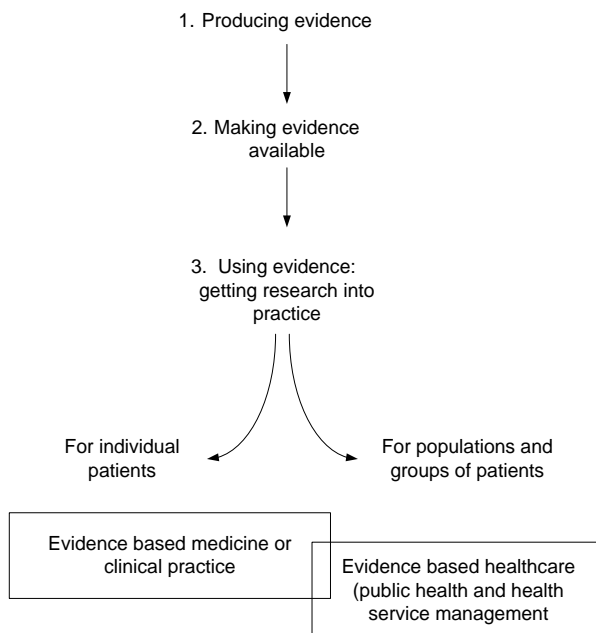 1. Producing evidence
2. Making evidence
available
3. Using evidence:
getting research into
practice
For individual
patients
For populations and
groups of patients
Evidence based medicine or
clinical practice
Evidence based healthcare
(public health and health
service management